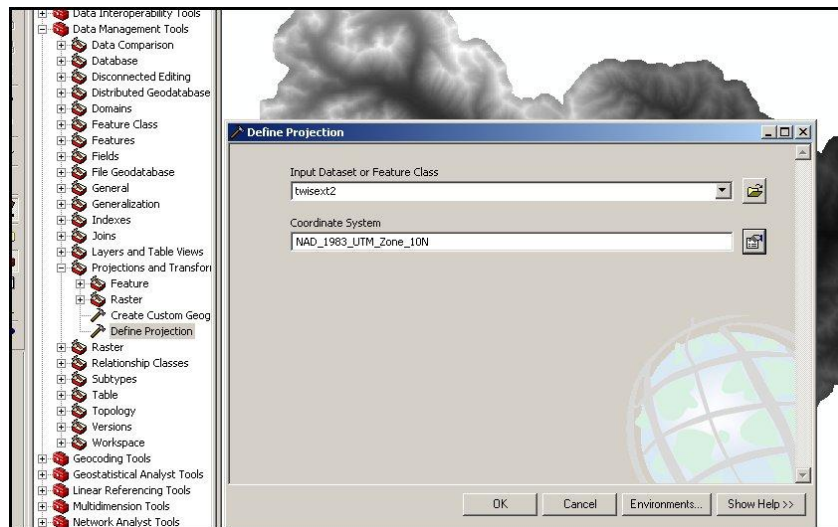 Data Interoperability Tools
Data Management Tools
Data Comparison
Database
Disconnected Editing
Distributed Geodatabase
Domains
Feature Class
Features
Fields
File Geodatabase
General
Generalization
Indexes
Joins
Layers and Table Views
Projections and Transfor
Feature
Raster
Create Custom Geog
Define Projection
Raster
Relationship Classes
Subtypes
Table
Topology
Versions
Workspace
Geocoding Tools
Geostatistical Analyst Tools
Linear Referencing Tools
Multidimension Tools
Network Analyst Tools
Define Projection
Input Dataset or Feature Class
twisext2
Coordinate System
NAD_1983_UTM_Zone_10N
OK
Cancel
Environments...
Show Help >>